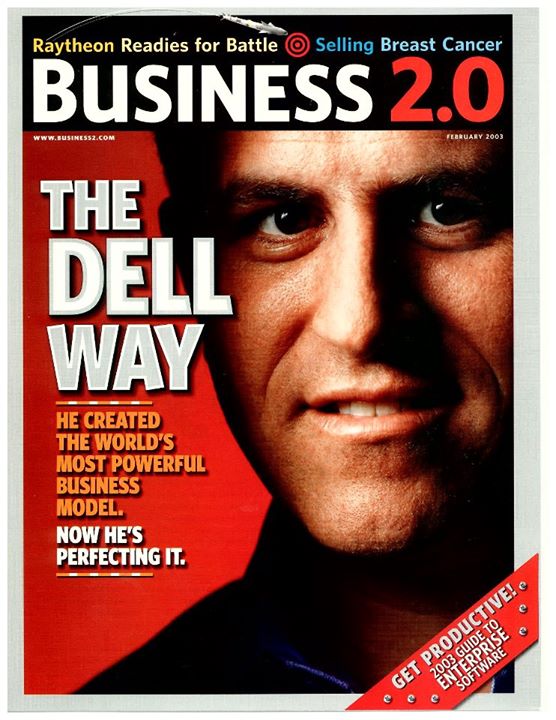 Raytheon Readies for Battle Selling Breast Cancer
BUSINESS 2.0
WWW.BUSINESS2.COM FEBRUARY 2003
THE
DELL
WAY
HE CREATED
THE WORLD'S
MOST POWERFUL
BUSINESS
MODEL.
NOW HE'S
PERFECTING IT.
GET PRODUCTIVE!
2003 GUIDE TO
ENTERPRISE
SOFTWARE